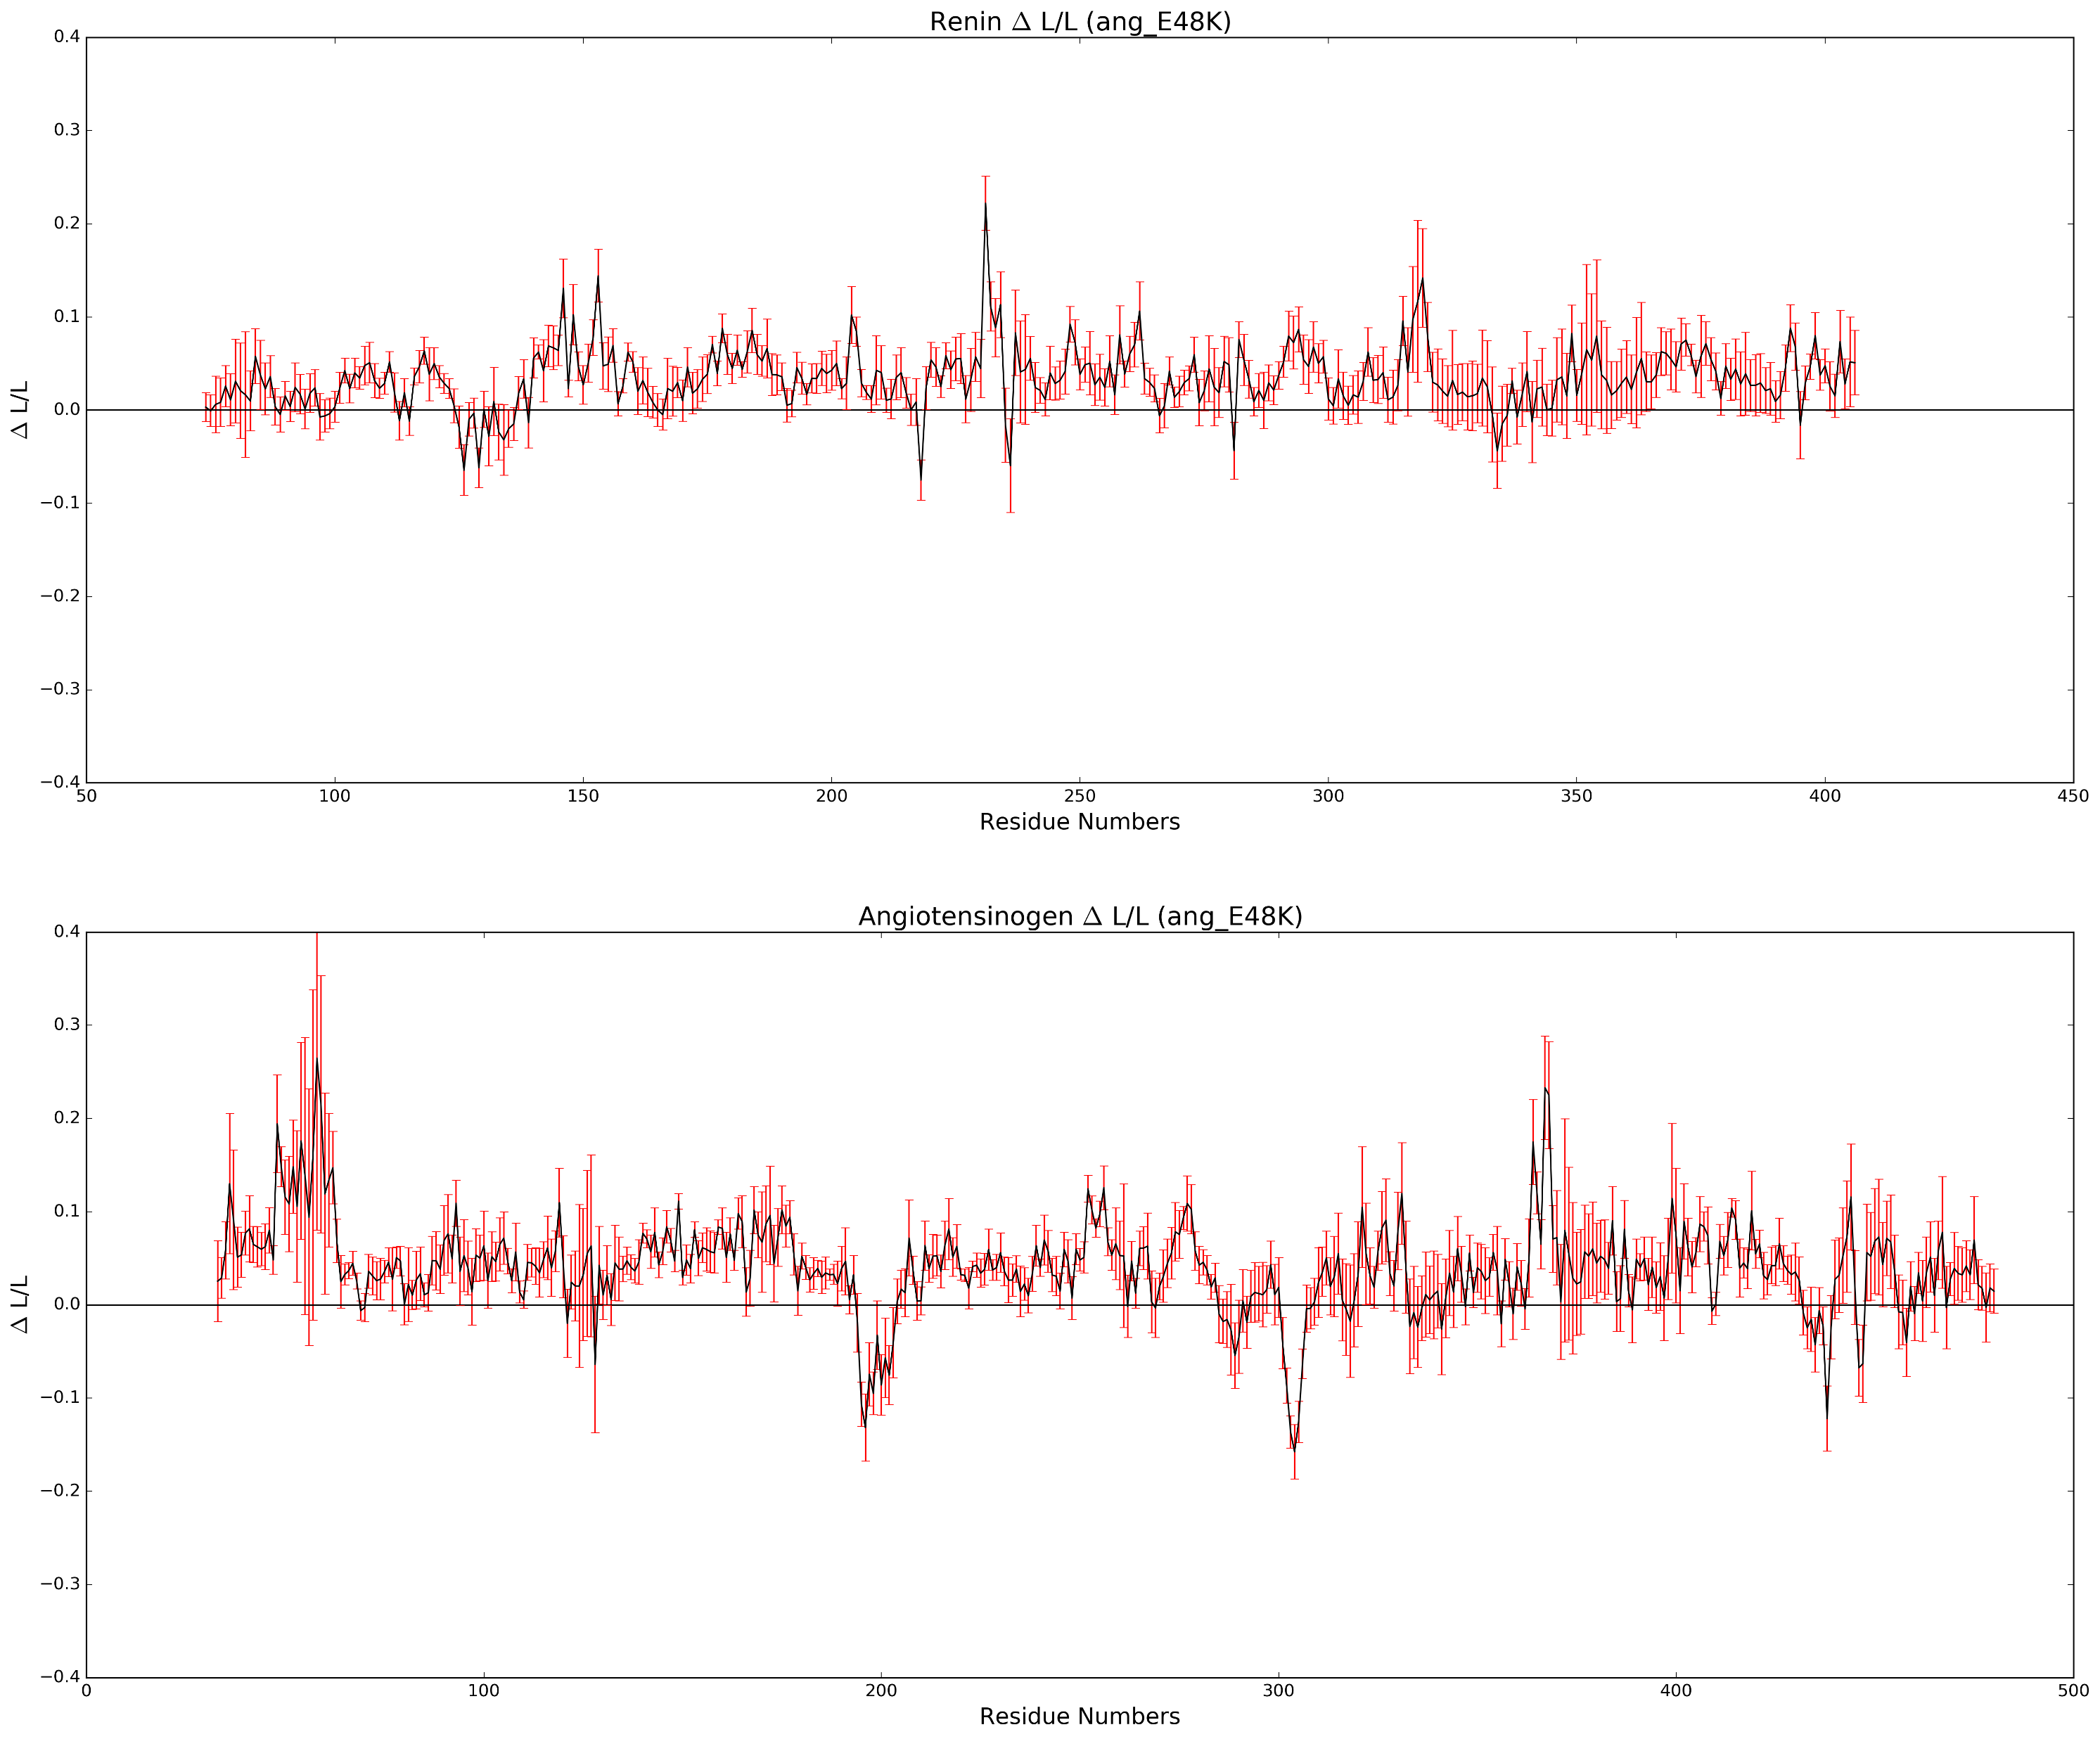 Renin Δ L/L (ang_E48K)
0.4
0.3
0.2
0.1
0.0
−0.1
−0.2
−0.3
−0.4
Δ L/L
50 100 150 200 250 300 350 400 450
Residue Numbers
Angiotensinogen Δ L/L (ang_E48K)
0.4
0.3
0.2
0.1
0.0
−0.1
−0.2
−0.3
−0.4
Δ L/L
0 100 200 300 400 500
Residue Numbers